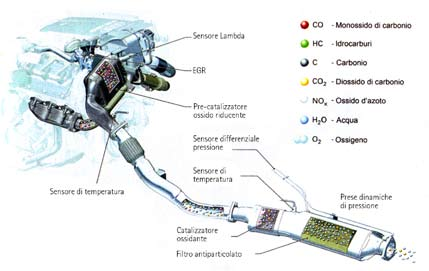 CO - Monossido di carbonio
HC - Idrocarburi
C - Carbonio
CO₂ - Diossido di carbonio
NOₓ - Ossido d'azoto
H₂O - Acqua
O₂ - Ossigeno
Sensore Lambda
EGR
Pre-catalizzatore
ossido riducente
Sensore differenziale
pressione
Sensore di
temperatura
Sensore di temperatura
Prese dinamiche
di pressione
Catalizzatore
ossidante
Filtro antiparticolato